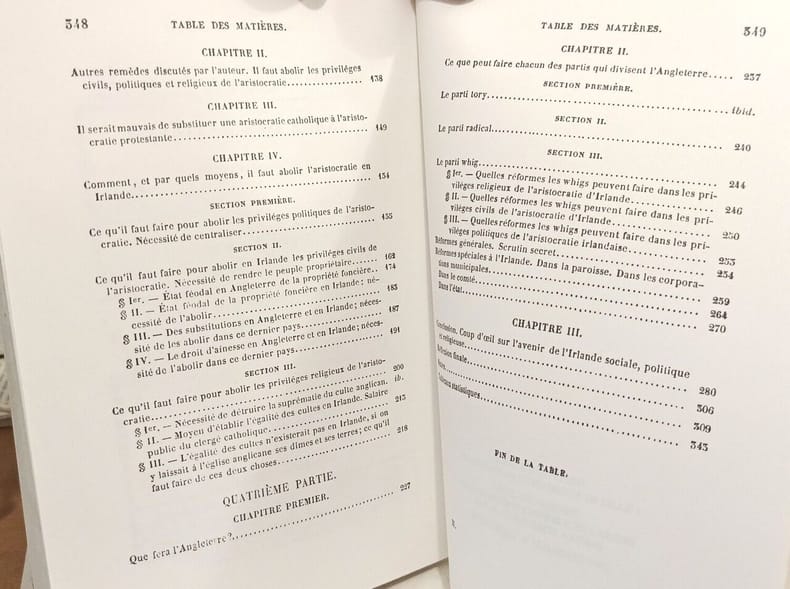 348 TABLE DES MATIÈRES.
CHAPITRE II.
Autres remèdes discutés par l'auteur. Il faut abolir les priviléges
civils, politiques et religieux de l'aristocratie. 138
CHAPITRE III.
Il serait mauvais de substituer une aristocratie catholique à l'aristo-
cratie protestante. 149
CHAPITRE IV.
Comment, et par quels moyens, il faut abolir l'aristocratie en
Irlande. 154
SECTION PREMIÈRE.
Ce qu'il faut faire pour abolir les priviléges politiques de l'aristo-
cratie. Nécessité de centraliser. 155
SECTION II.
Ce qu'il faut faire pour abolir en Irlande les priviléges civils de
l'aristocratie. Nécessité de rendre le peuple propriétaire. 162
§ Ier. — État féodal en Angleterre de la propriété foncière. 174
§ II. — État féodal de la propriété foncière en Irlande: né-
cessité de l'abolir. 183
§ III. — Des substitutions en Angleterre et en Irlande; néces-
sité de les abolir dans ce dernier pays. 187
§ IV. — Le droit d'ainesse en Angleterre et en Irlande; néces-
sité de l'abolir dans ce dernier pays. 191
SECTION III.
Ce qu'il faut faire pour abolir les priviléges religieux de l'aristo-
cratie. 200
§ Ier. — Nécessité de détruire la suprématie du culte anglican. ib.
§ II. — Moyen d'établir l'égalité des cultes en Irlande. Salaire
public du clergé catholique. 213
§ III. — L'égalité des cultes n'existerait pas en Irlande, si on
y laissait à l'église anglicane ses dîmes et ses terres; ce qu'il
faut faire de ces deux choses. 218
QUATRIÈME PARTIE.
CHAPITRE PREMIER.
Que fera l'Angleterre? 227
TABLE DES MATIÈRES. 349
CHAPITRE II.
Ce que peut faire chacun des partis qui divisent l'Angleterre. 237
SECTION PREMIÈRE.
Le parti tory. ibid.
SECTION II.
Le parti radical. 240
SECTION III.
Le parti whig. 244
§ Ier. — Quelles réformes les whigs peuvent faire dans les pri-
viléges religieux de l'aristocratie d'Irlande. 246
§ II. — Quelles réformes les whigs peuvent faire dans les pri-
viléges civils de l'aristocratie d'Irlande. 250
§ III. — Quelles réformes les whigs peuvent faire dans les pri-
viléges politiques de l'aristocratie irlandaise. 253
Réformes générales. Scrutin secret. 254
Réformes spéciales à l'Irlande. Dans la paroisse. Dans les corpora-
tions municipales. 259
Dans le comté. 264
Dans l'état. 270
CHAPITRE III.
Conclusion. Coup d'œil sur l'avenir de l'Irlande sociale, politique
et religieuse. 280
finale. 306
309
statistiques. 343
FIN DE LA TABLE.